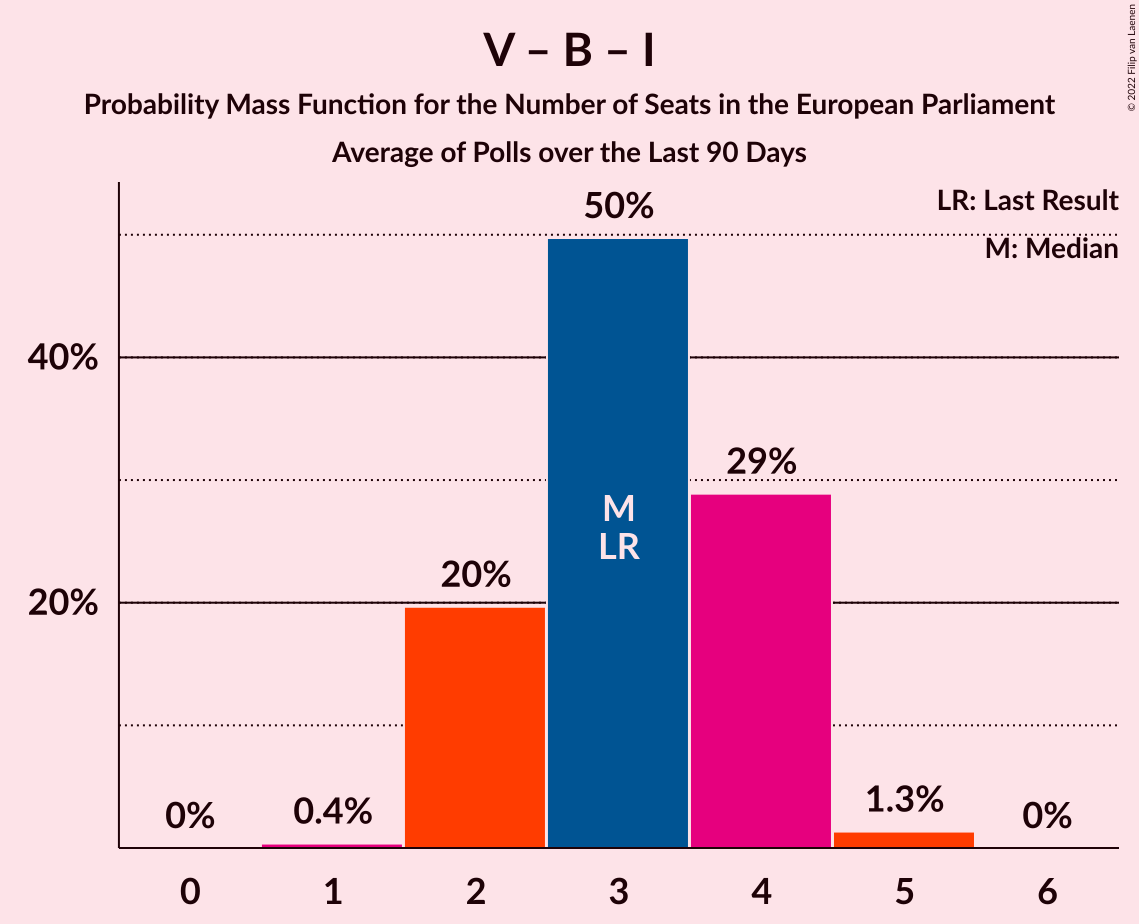 V – B – I
Probability Mass Function for the Number of Seats in the European Parliament
Average of Polls over the Last 90 Days
© 2022 Filip van Laenen
LR: Last Result
M: Median
50%
40%
29%
M
LR
20%
20%
0%
0.4%
1.3%
0%
0 1 2 3 4 5 6